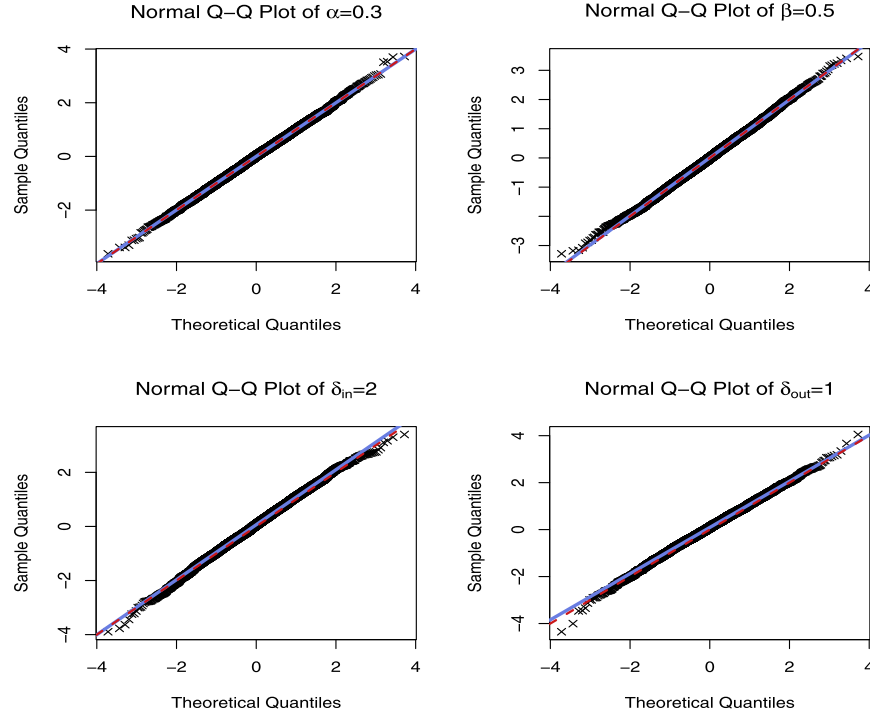 Normal Q−Q Plot of α=0.3
Normal Q−Q Plot of β=0.5
Sample Quantiles
4
2
0
−2
−4 −2 0 2 4
Theoretical Quantiles
Sample Quantiles
3
2
1
0
−1
−3
−4 −2 0 2 4
Theoretical Quantiles
Normal Q−Q Plot of δin=2
Normal Q−Q Plot of δout=1
Sample Quantiles
2
0
−2
−4
−4 −2 0 2 4
Theoretical Quantiles
Sample Quantiles
4
2
0
−2
−4
−4 −2 0 2 4
Theoretical Quantiles